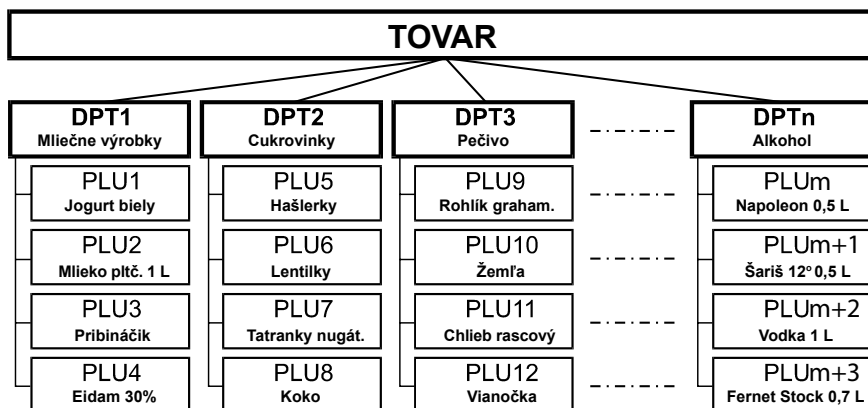 TOVAR
DPT1
Mliečne výrobky
PLU1
Jogurt biely
PLU2
Mlieko pltč. 1 L
PLU3
Pribináčik
PLU4
Eidam 30%
DPT2
Cukrovinky
PLU5
Hašlerky
PLU6
Lentilky
PLU7
Tatranky nugát.
PLU8
Koko
DPT3
Pečivo
PLU9
Rohlík graham.
PLU10
Žemľa
PLU11
Chlieb rascový
PLU12
Vianočka
DPTn
Alkohol
PLUm
Napoleon 0,5 L
PLUm+1
Šariš 12° 0,5 L
PLUm+2
Vodka 1 L
PLUm+3
Fernet Stock 0,7 L